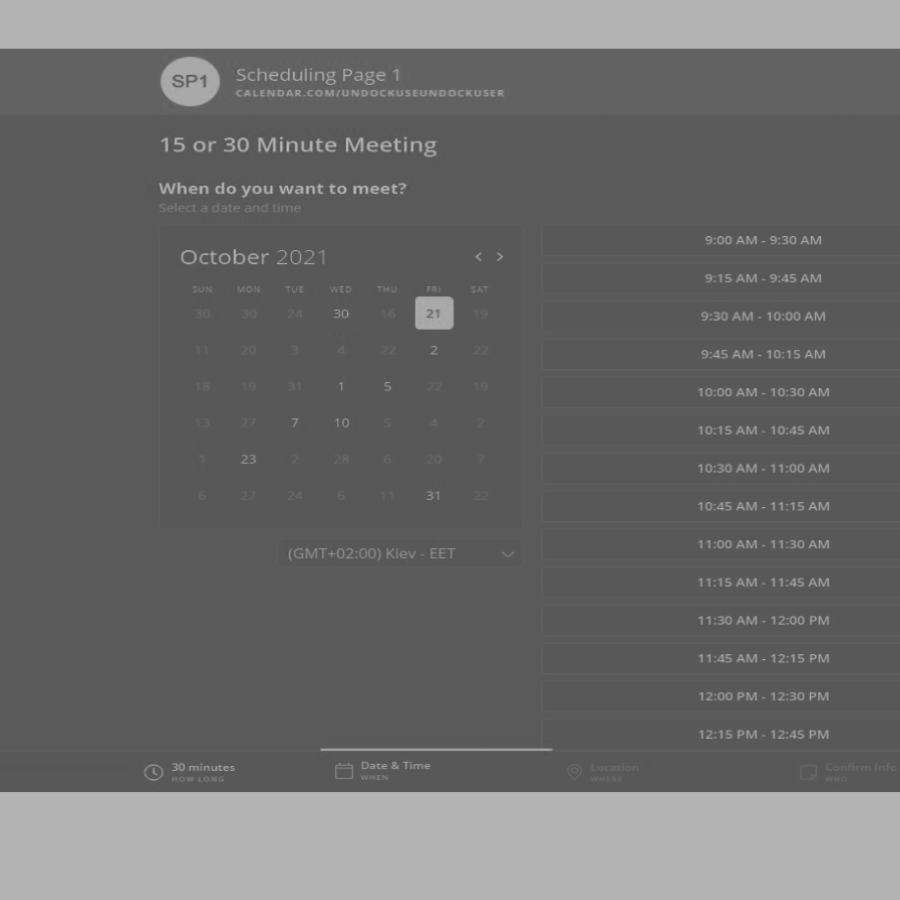 SP1
Scheduling Page 1
CALENDAR.COM/UNDOCKUSEUNDOCKUSER
15 or 30 Minute Meeting
When do you want to meet?
Select a date and time
October 2021
< >
SUN MON TUE WED THU FRI SAT
30 30 24 30 16 21 19
11 20 3 4 22 2 22
18 19 31 1 5 22 19
13 27 7 10 5 4 2
1 23 2 28 6 20 7
6 27 24 6 11 31 22
(GMT+02:00) Kiev - EET
9:00 AM - 9:30 AM
9:15 AM - 9:45 AM
9:30 AM - 10:00 AM
9:45 AM - 10:15 AM
10:00 AM - 10:30 AM
10:15 AM - 10:45 AM
10:30 AM - 11:00 AM
10:45 AM - 11:15 AM
11:00 AM - 11:30 AM
11:15 AM - 11:45 AM
11:30 AM - 12:00 PM
11:45 AM - 12:15 PM
12:00 PM - 12:30 PM
12:15 PM - 12:45 PM
30 minutes
HOW LONG
Date & Time
WHEN
Location
WHERE
Confirm Info
WHO